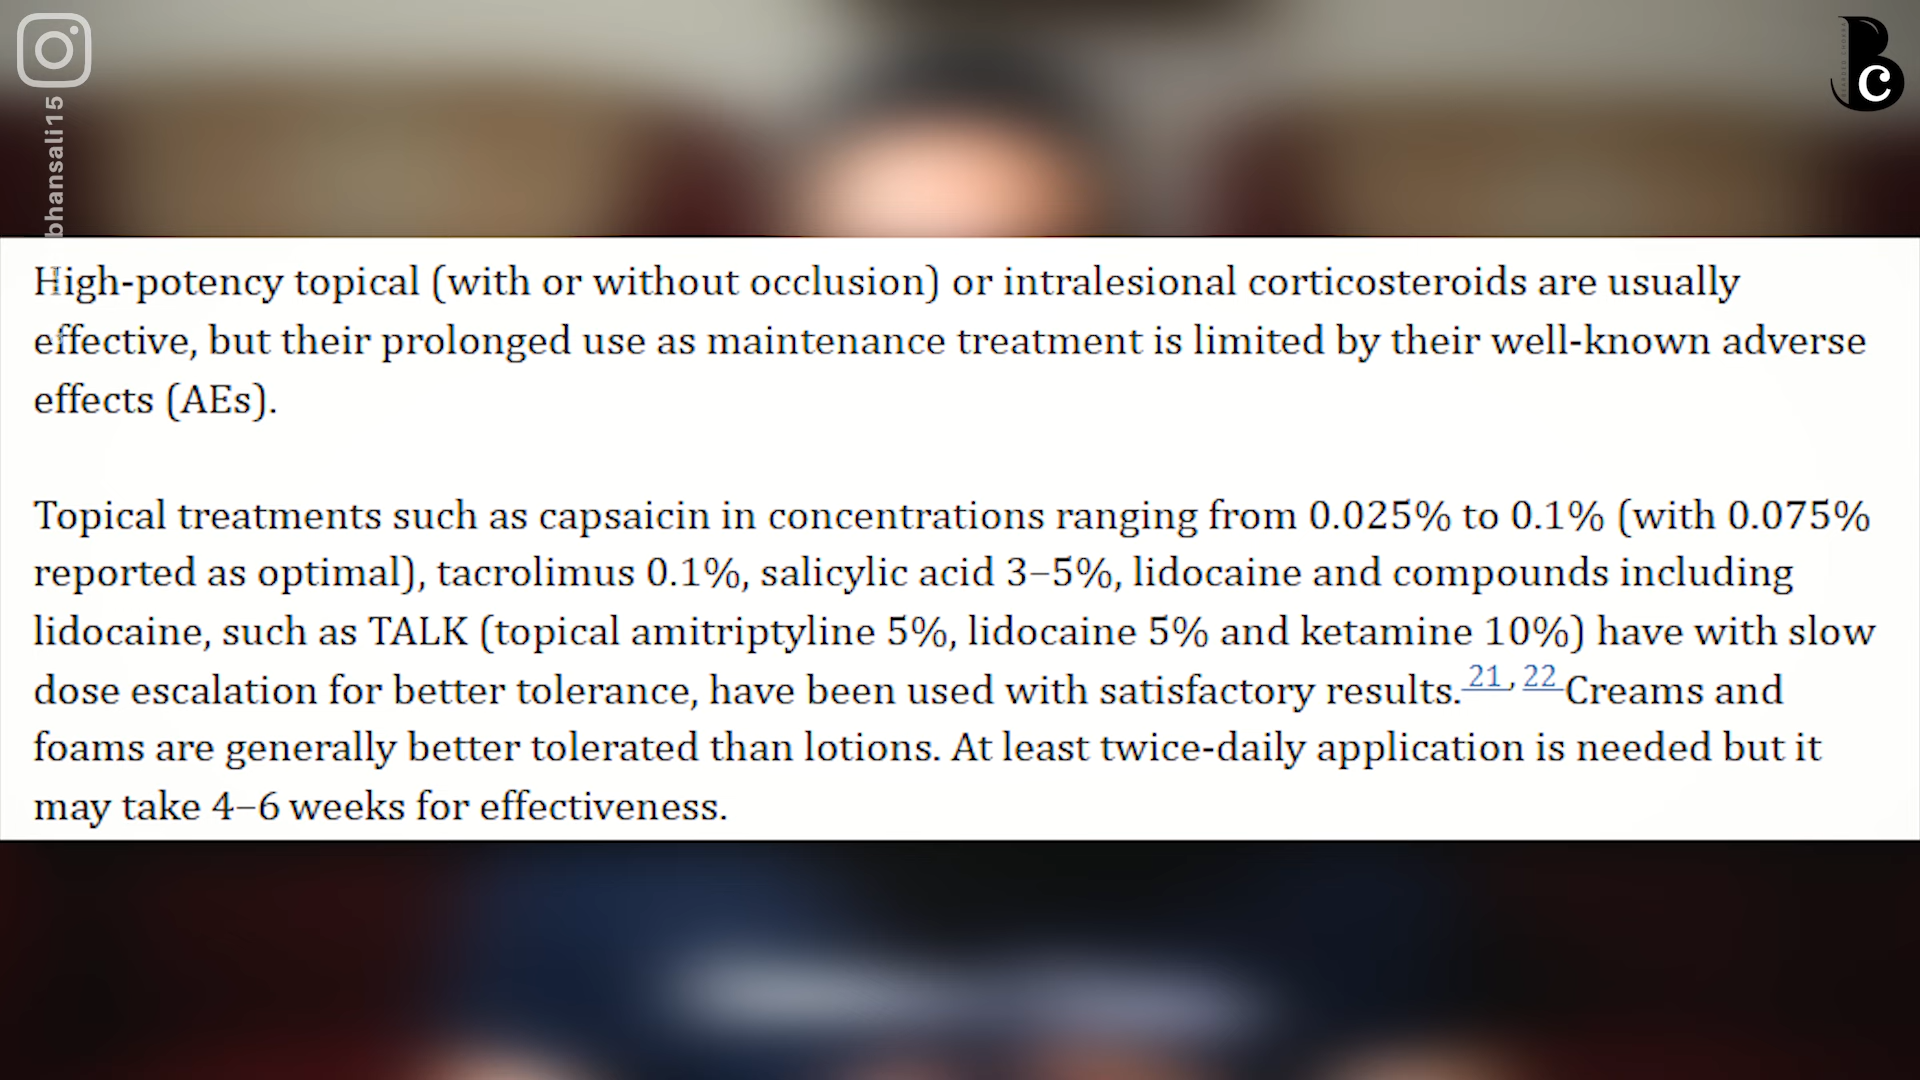 bhansali15
B
C
High-potency topical (with or without occlusion) or intralesional corticosteroids are usually
effective, but their prolonged use as maintenance treatment is limited by their well-known adverse
effects (AEs).
Topical treatments such as capsaicin in concentrations ranging from 0.025% to 0.1% (with 0.075%
reported as optimal), tacrolimus 0.1%, salicylic acid 3–5%, lidocaine and compounds including
lidocaine, such as TALK (topical amitriptyline 5%, lidocaine 5% and ketamine 10%) have with slow
dose escalation for better tolerance, have been used with satisfactory results.21, 22 Creams and
foams are generally better tolerated than lotions. At least twice-daily application is needed but it
may take 4–6 weeks for effectiveness.